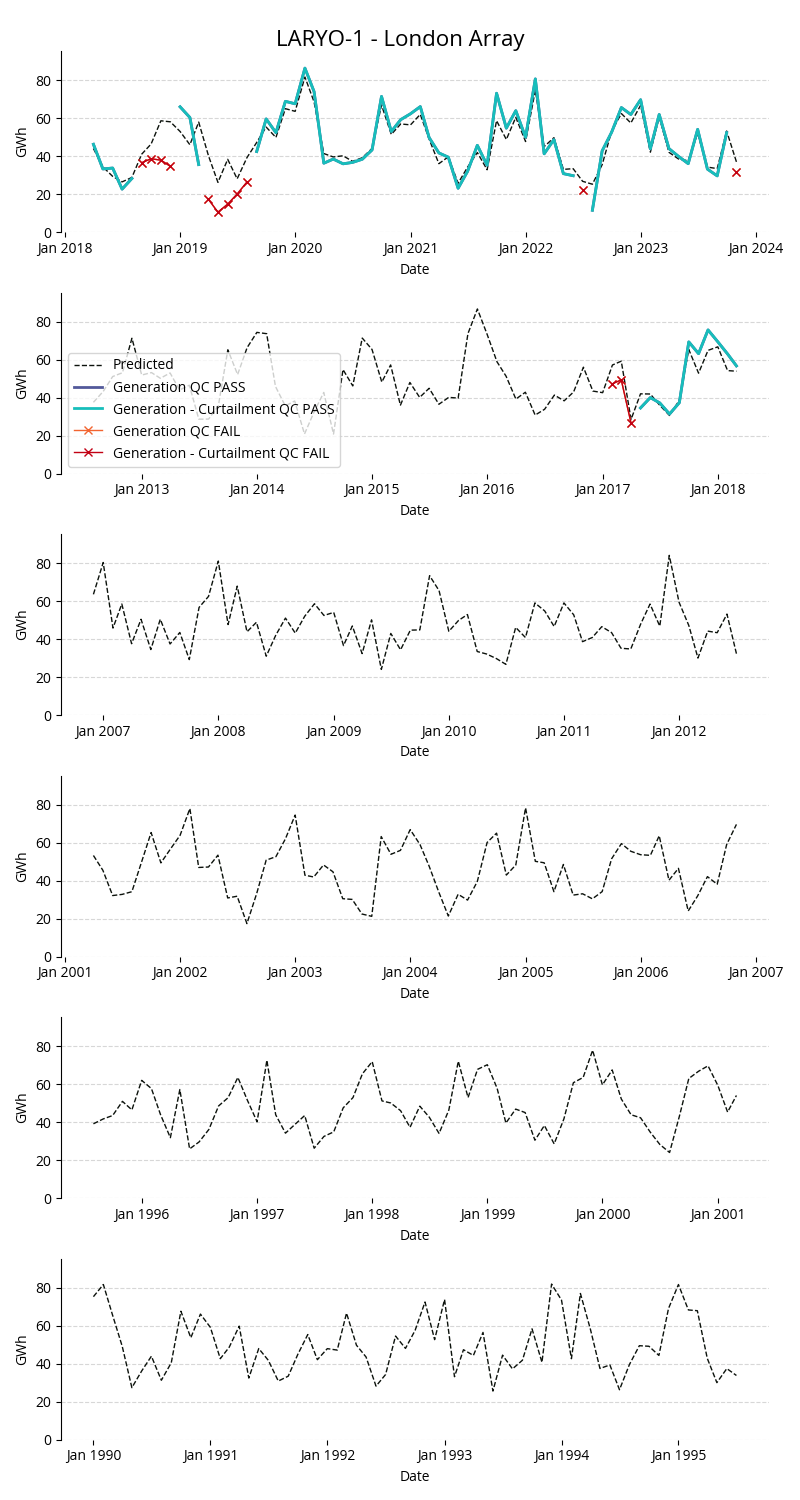 LARYO-1 - London Array
80
60
40
20
0
GWh
Jan 2018 Jan 2019 Jan 2020 Jan 2021 Jan 2022 Jan 2023 Jan 2024
Date
80
60
40
20
0
GWh
Predicted
Generation QC PASS
Generation - Curtailment QC PASS
Generation QC FAIL
Generation - Curtailment QC FAIL
Jan 2013 Jan 2014 Jan 2015 Jan 2016 Jan 2017 Jan 2018
Date
80
60
40
20
0
GWh
Jan 2007 Jan 2008 Jan 2009 Jan 2010 Jan 2011 Jan 2012
Date
80
60
40
20
0
GWh
Jan 2001 Jan 2002 Jan 2003 Jan 2004 Jan 2005 Jan 2006 Jan 2007
Date
80
60
40
20
0
GWh
Jan 1996 Jan 1997 Jan 1998 Jan 1999 Jan 2000 Jan 2001
Date
80
60
40
20
0
GWh
Jan 1990 Jan 1991 Jan 1992 Jan 1993 Jan 1994 Jan 1995
Date